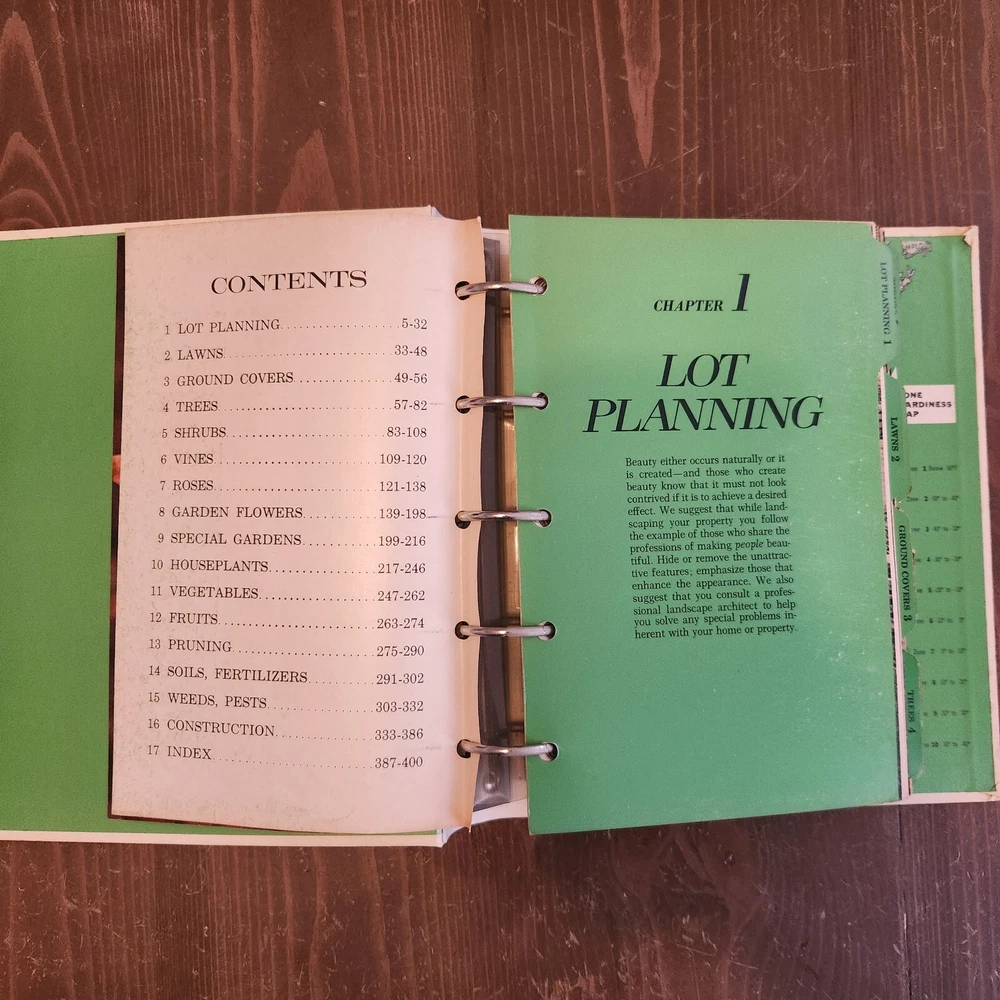 CONTENTS
1 LOT PLANNING 5-32
2 LAWNS 33-48
3 GROUND COVERS 49-56
4 TREES 57-82
5 SHRUBS 83-108
6 VINES 109-120
7 ROSES 121-138
8 GARDEN FLOWERS 139-198
9 SPECIAL GARDENS 199-216
10 HOUSEPLANTS 217-246
11 VEGETABLES 247-262
12 FRUITS 263-274
13 PRUNING 275-290
14 SOILS, FERTILIZERS 291-302
15 WEEDS, PESTS 303-332
16 CONSTRUCTION 333-386
17 INDEX 387-400
CHAPTER 1
LOT
PLANNING
Beauty either occurs naturally or it
is created—and those who create
beauty know that it must not look
contrived if it is to achieve a desired
effect. We suggest that while land-
scaping your property you follow
the example of those who share the
professions of making people beau-
tiful. Hide or remove the unattrac-
tive features; emphasize those that
enhance the appearance. We also
suggest that you consult a profes-
sional landscape architect to help
you solve any special problems in-
herent with your home or property.
LOT PLANNING 1
LAWNS 2
GROUND COVERS 3
TREES 4
ONE
ARDINESS
AP